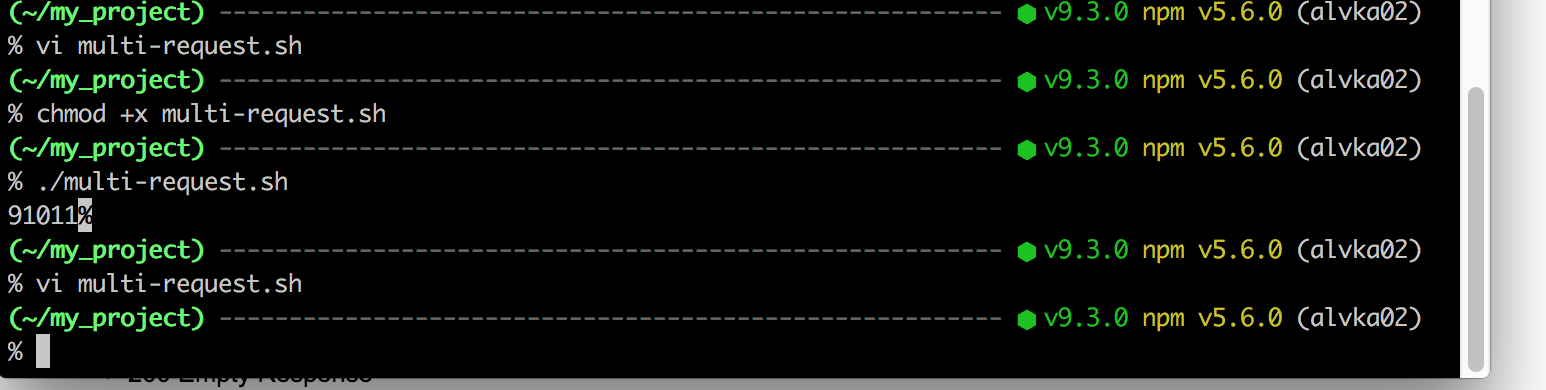 (~/my_project) -------------------------------------------------------- ⬢ v9.3.0 npm v5.6.0 (alvka02)
% vi multi-request.sh
(~/my_project) -------------------------------------------------------- ⬢ v9.3.0 npm v5.6.0 (alvka02)
% chmod +x multi-request.sh
(~/my_project) -------------------------------------------------------- ⬢ v9.3.0 npm v5.6.0 (alvka02)
% ./multi-request.sh
91011%
(~/my_project) -------------------------------------------------------- ⬢ v9.3.0 npm v5.6.0 (alvka02)
% vi multi-request.sh
(~/my_project) -------------------------------------------------------- ⬢ v9.3.0 npm v5.6.0 (alvka02)
%
200 Empty Response